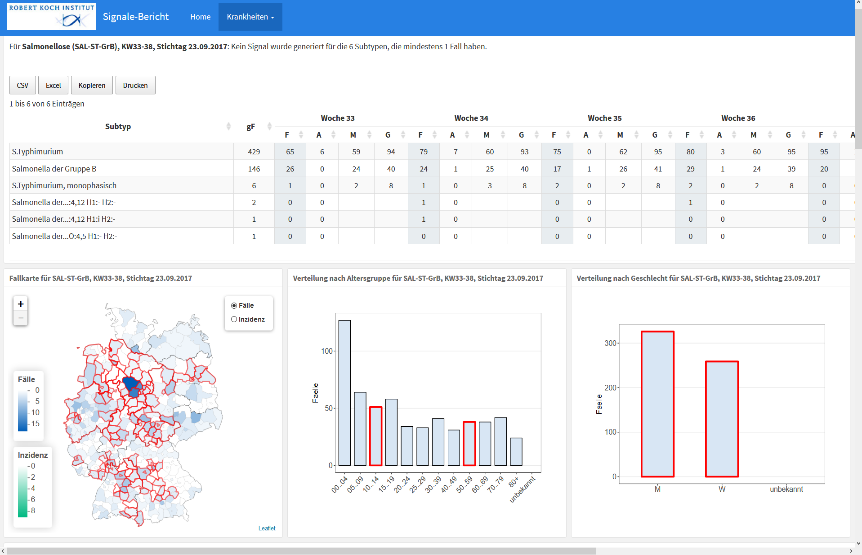 ROBERT KOCH INSTITUT
Signale-Bericht Home Krankheiten
Für Salmonellose (SAL-ST-GrB), KW33-38, Stichtag 23.09.2017: Kein Signal wurde generiert für die 6 Subtypen, die mindestens 1 Fall haben.
CSV Excel Kopieren Drucken
1 bis 6 von 6 Einträgen
Woche 33 Woche 34 Woche 35 Woche 36
Subtyp gF F A M G F A M G F A M G F A M G F A
S.typhimurium 429 65 6 59 94 79 7 60 93 75 0 62 95 80 3 60 95 95
Salmonella der Gruppe B 146 26 0 24 40 24 1 25 40 17 1 26 41 29 1 24 39 20
S.typhimurium, monophasisch 6 1 0 2 8 1 0 3 8 2 0 2 8 2 0 2 8 0
Salmonella der...:4,12 H1:- H2:- 2 0 0 1 0 0 0 1 0 0
Salmonella der...:4,12 H1:i H2:- 1 0 0 1 0 0 0 0 0 0
Salmonella der...O:4,5 H1:- H2:- 1 0 0 0 0 0 0 0 0 0
Fallkarte für SAL-ST-GrB, KW33-38, Stichtag 23.09.2017
+
−
Fälle
Inzidenz
Fälle
0
5
10
15
Inzidenz
0
2
4
6
8
Leaflet
Verteilung nach Altersgruppe für SAL-ST-GrB, KW33-38, Stichtag 23.09.2017
Faelle
100
50
0
00..04 05..09 10..14 15..19 20..24 25..29 30..39 40..49 50..59 60..69 70..79 80+ unbekannt
Verteilung nach Geschlecht für SAL-ST-GrB, KW33-38, Stichtag 23.09.2017
Faelle
300
200
100
0
M W unbekannt